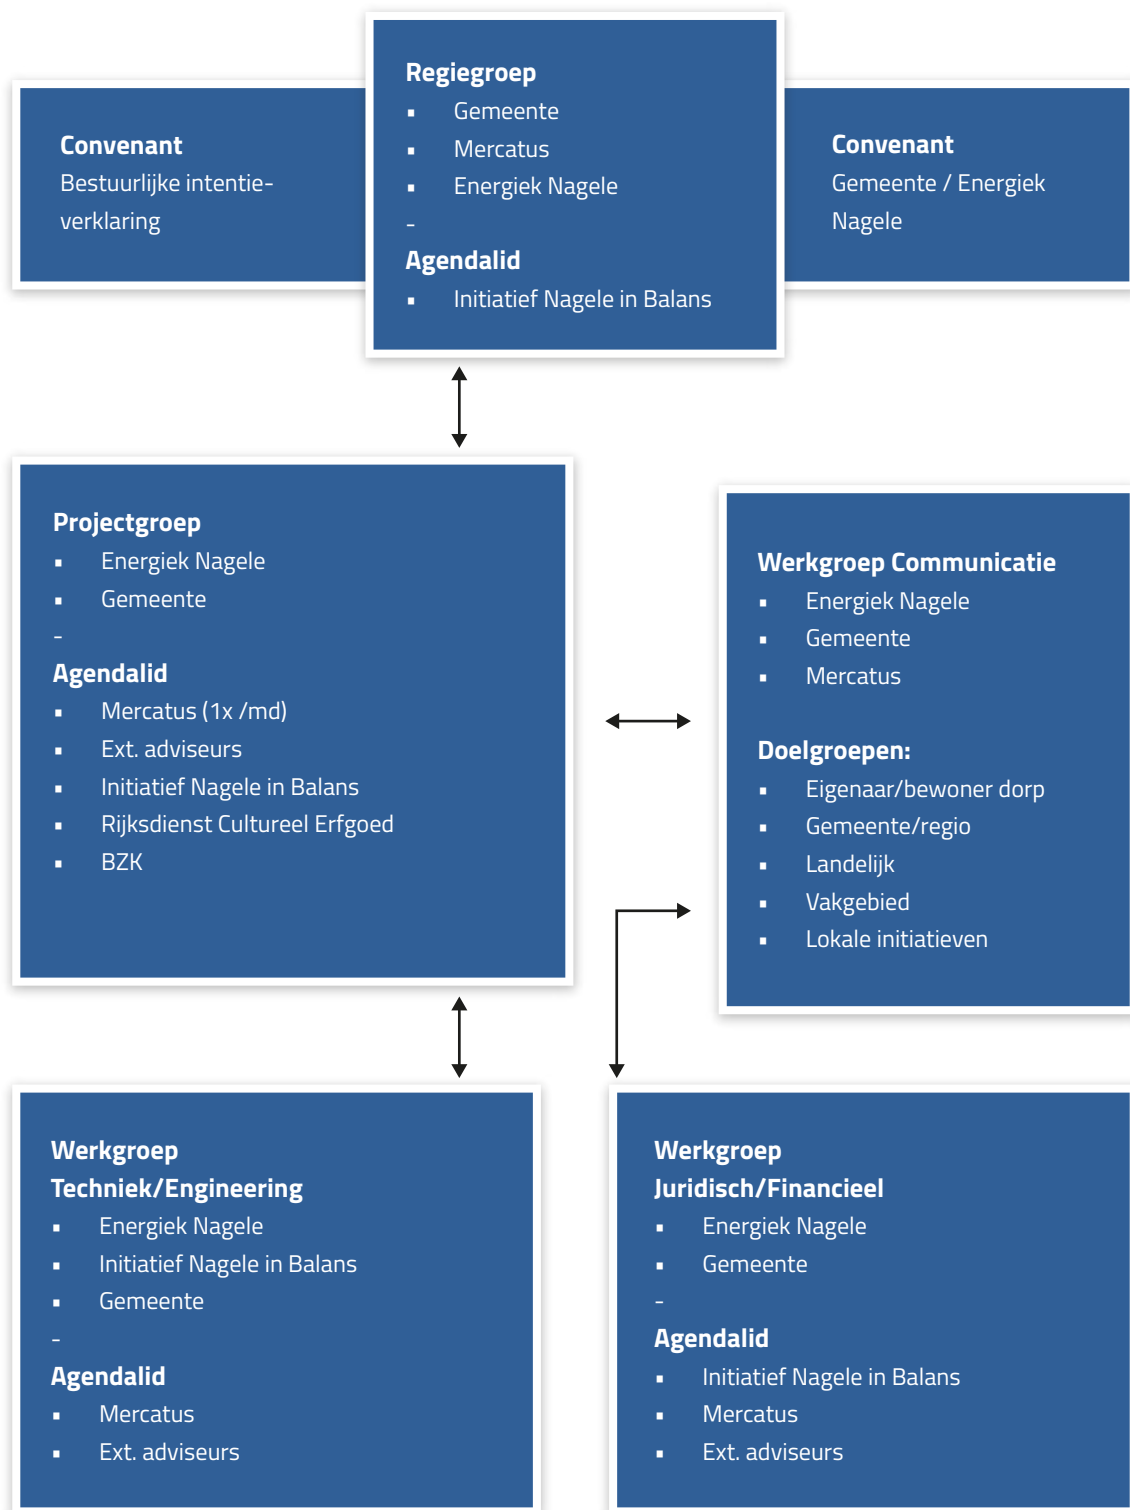 Convenant
Bestuurlijke intentie-
verklaring
Regiegroep
▪ Gemeente
▪ Mercatus
▪ Energiek Nagele
-
Agendalid
▪ Initiatief Nagele in Balans
Convenant
Gemeente / Energiek
Nagele
Projectgroep
▪ Energiek Nagele
▪ Gemeente
-
Agendalid
▪ Mercatus (1x /md)
▪ Ext. adviseurs
▪ Initiatief Nagele in Balans
▪ Rijksdienst Cultureel Erfgoed
▪ BZK
Werkgroep Communicatie
▪ Energiek Nagele
▪ Gemeente
▪ Mercatus
Doelgroepen:
▪ Eigenaar/bewoner dorp
▪ Gemeente/regio
▪ Landelijk
▪ Vakgebied
▪ Lokale initiatieven
Werkgroep
Techniek/Engineering
▪ Energiek Nagele
▪ Initiatief Nagele in Balans
▪ Gemeente
-
Agendalid
▪ Mercatus
▪ Ext. adviseurs
Werkgroep
Juridisch/Financieel
▪ Energiek Nagele
▪ Gemeente
-
Agendalid
▪ Initiatief Nagele in Balans
▪ Mercatus
▪ Ext. adviseurs